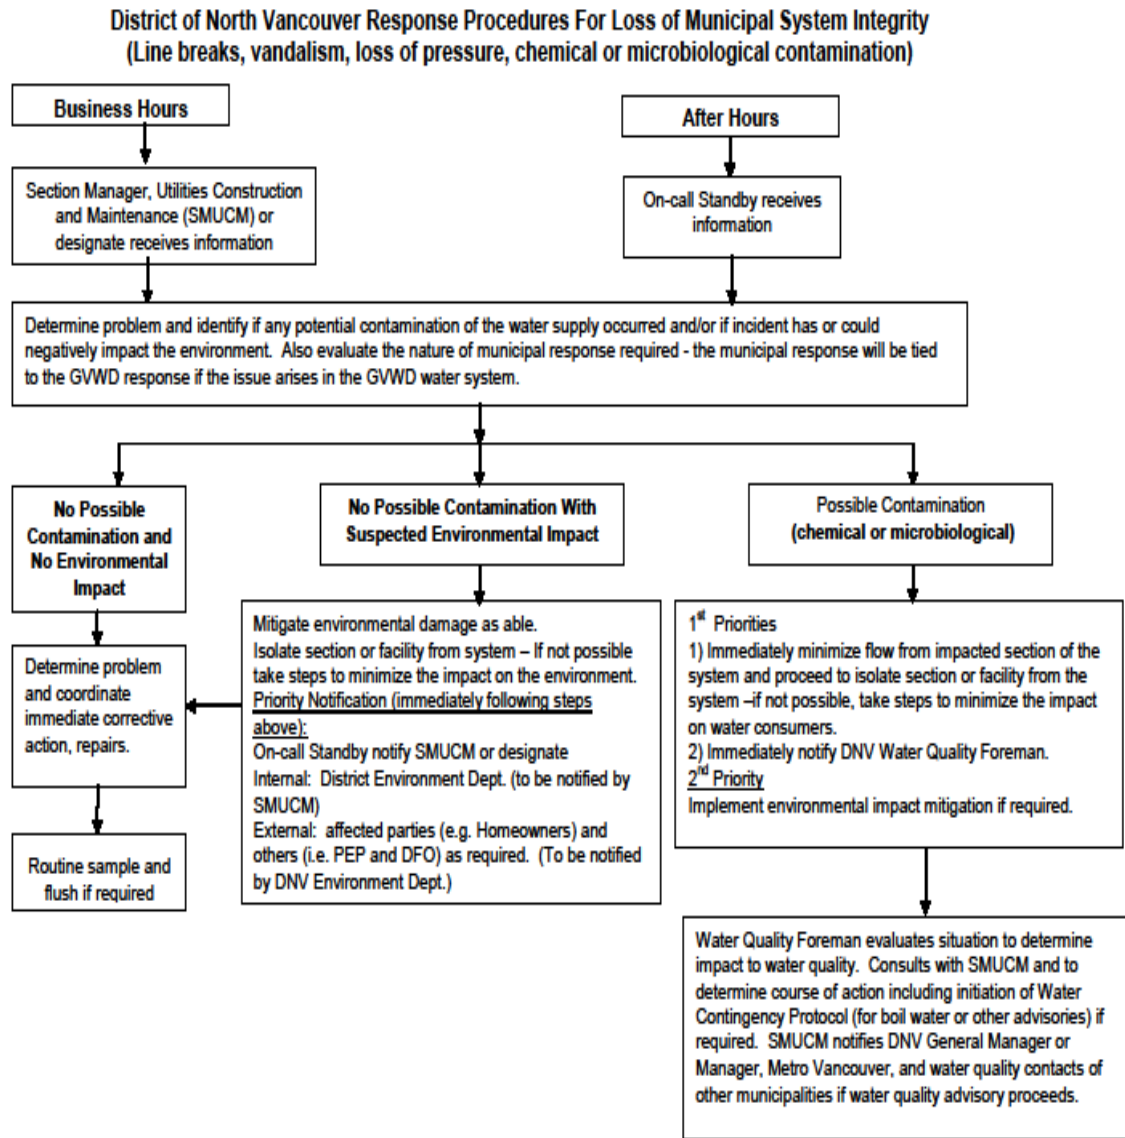 District of North Vancouver Response Procedures For Loss of Municipal System Integrity
(Line breaks, vandalism, loss of pressure, chemical or microbiological contamination)
Business Hours
After Hours
Section Manager, Utilities Construction
and Maintenance (SMUCM) or
designate receives information
On-call Standby receives
information
Determine problem and identify if any potential contamination of the water supply occurred and/or if incident has or could
negatively impact the environment. Also evaluate the nature of municipal response required - the municipal response will be tied
to the GVWD response if the issue arises in the GVWD water system.
No Possible
Contamination and
No Environmental
Impact
No Possible Contamination With
Suspected Environmental Impact
Possible Contamination
(chemical or microbiological)
Determine problem
and coordinate
immediate corrective
action, repairs.
Routine sample and
flush if required
Mitigate environmental damage as able.
Isolate section or facility from system – If not possible
take steps to minimize the impact on the environment.
Priority Notification (immediately following steps
above):
On-call Standby notify SMUCM or designate
Internal: District Environment Dept. (to be notified by
SMUCM)
External: affected parties (e.g. Homeowners) and
others (i.e. PEP and DFO) as required. (To be notified
by DNV Environment Dept.)
1st Priorities
1) Immediately minimize flow from impacted section of the
system and proceed to isolate section or facility from the
system –if not possible, take steps to minimize the impact
on water consumers.
2) Immediately notify DNV Water Quality Foreman.
2nd Priority
Implement environmental impact mitigation if required.
Water Quality Foreman evaluates situation to determine
impact to water quality. Consults with SMUCM and to
determine course of action including initiation of Water
Contingency Protocol (for boil water or other advisories) if
required. SMUCM notifies DNV General Manager or
Manager, Metro Vancouver, and water quality contacts of
other municipalities if water quality advisory proceeds.